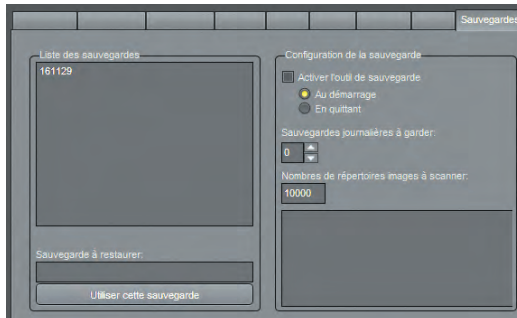 Sauvegardes
Liste des sauvegardes
161129
Sauvegarde à restaurer:
Utiliser cette sauvegarde
Configuration de la sauvegarde
Activer l'outil de sauvegarde
Au démarrage
En quittant
Sauvegardes journalières à garder:
0
Nombres de répertoires images à scanner:
10000